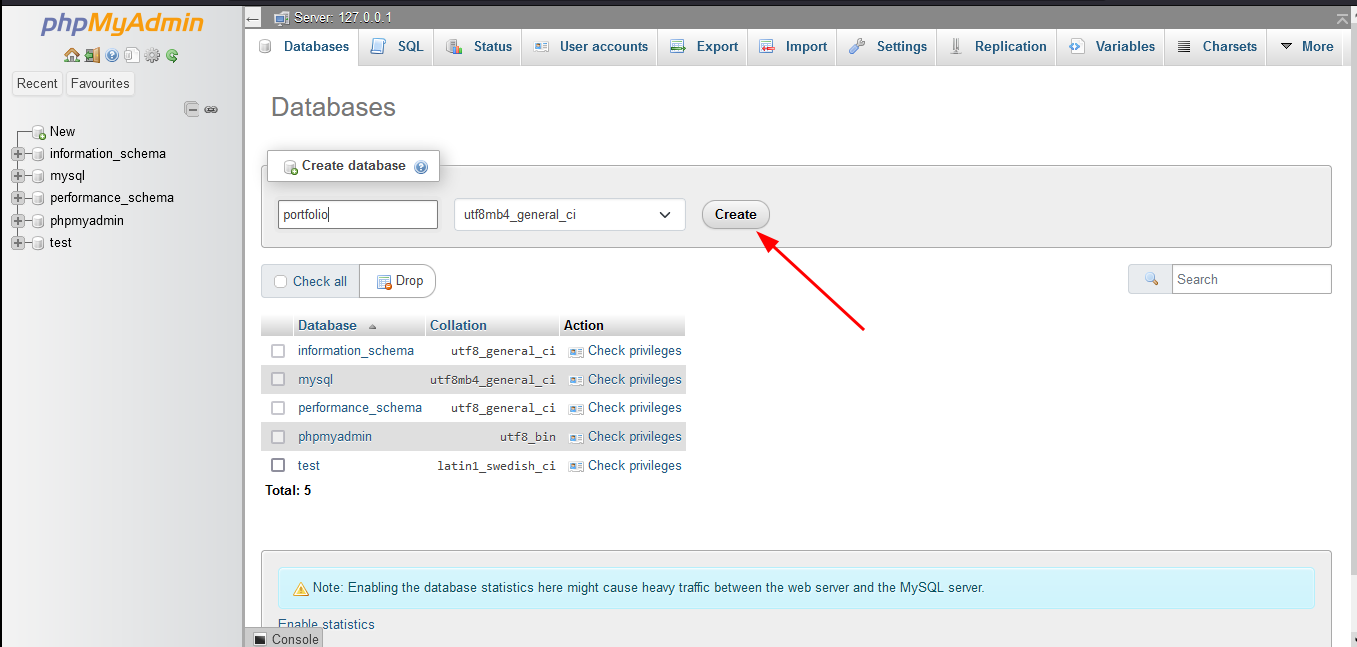 phpMyAdmin
Recent Favourites
New
information_schema
mysql
performance_schema
phpmyadmin
test
Server: 127.0.0.1
Databases SQL Status User accounts Export Import Settings Replication Variables Charsets More
Databases
Create database
portfolio utf8mb4_general_ci Create
Check all Drop Search
Database Collation Action
information_schema utf8_general_ci Check privileges
mysql utf8mb4_general_ci Check privileges
performance_schema utf8_general_ci Check privileges
phpmyadmin utf8_bin Check privileges
test latin1_swedish_ci Check privileges
Total: 5
Note: Enabling the database statistics here might cause heavy traffic between the web server and the MySQL server.
Enable statistics
Console